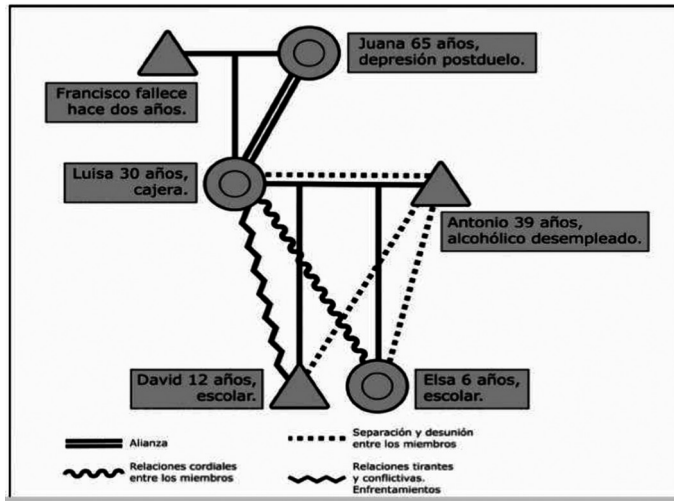 Juana 65 años,
depresión postduelo.
Francisco fallece
hace dos años.
Luisa 30 años,
cajera.
Antonio 39 años,
alcohólico desempleado.
David 12 años,
escolar.
Elsa 6 años,
escolar.
Alianza
Separación y desunión
entre los miembros
Relaciones cordiales
entre los miembros
Relaciones tirantes
y conflictivas.
Enfrentamientos